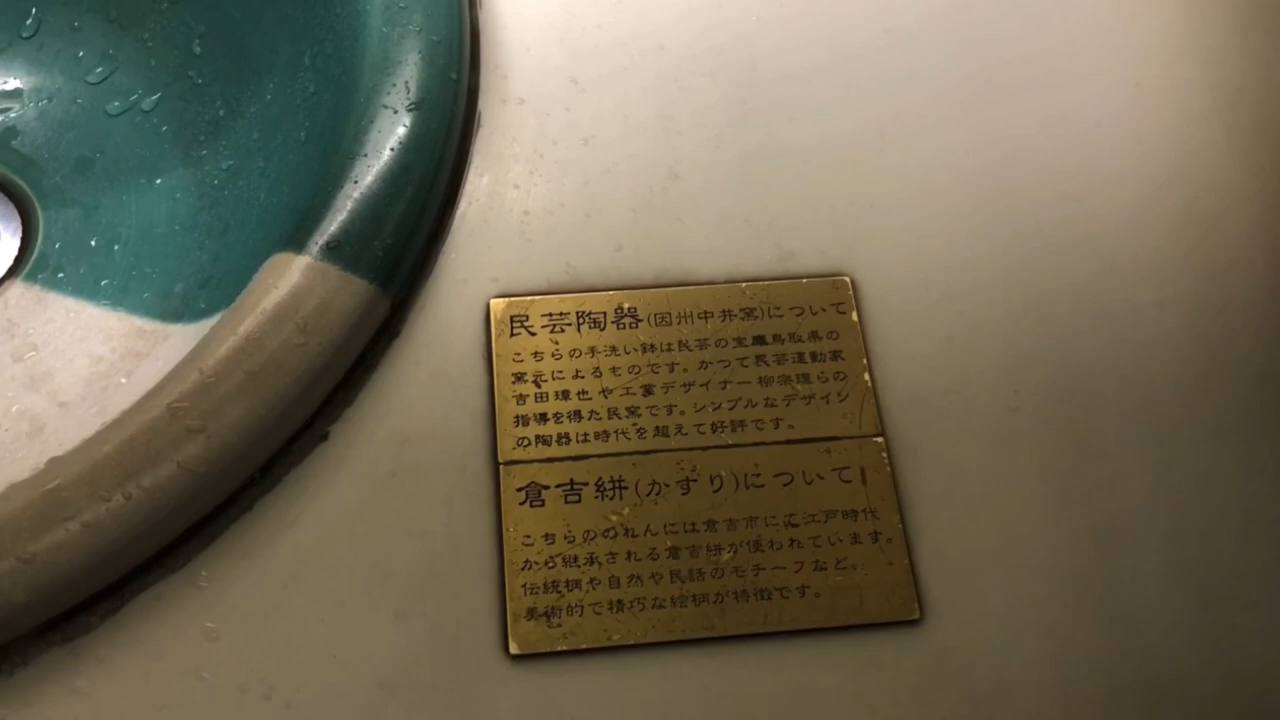 民芸陶器(因州中井窯)について
こちらの手洗い鉢は民芸の宝庫鳥取県の
窯元によるものです。かつて民芸運動家
吉田璋也や工業デザイナー柳宗理らの
指導を得た民窯です。シンプルなデザイン
の陶器は時代を超えて好評です。
倉吉絣(かすり)について
こちらののれんには倉吉市にて江戸時代
から継承される倉吉絣が使われています。
伝統柄や自然や民話のモチーフなど。
美術的で精巧な絵柄が特徴です。